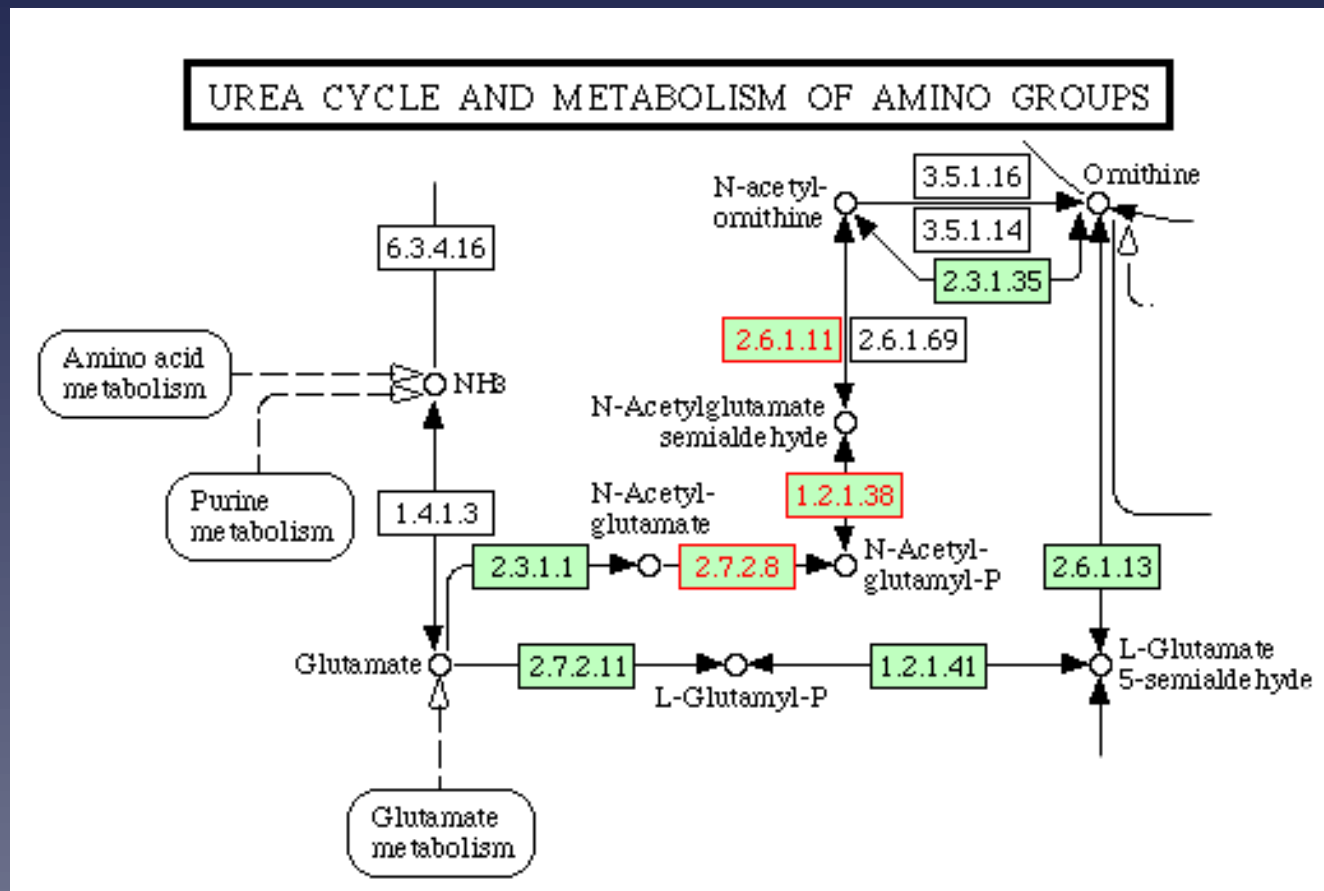 UREA CYCLE AND METABOLISM OF AMINO GROUPS
N-acetyl-
ornithine
3.5.1.16
Ornithine
3.5.1.14
6.3.4.16
2.3.1.35
2.6.1.11
2.6.1.69
Amino acid
metabolism
NH3
N-Acetylglutamate
semialdehyde
Purine
metabolism
1.4.1.3
N-Acetyl-
glutamate
1.2.1.38
2.3.1.1
2.7.2.8
N-Acetyl-
glutamyl-P
2.6.1.13
Glutamate
2.7.2.11
L-Glutamyl-P
1.2.1.41
L-Glutamate
5-semialdehyde
Glutamate
metabolism